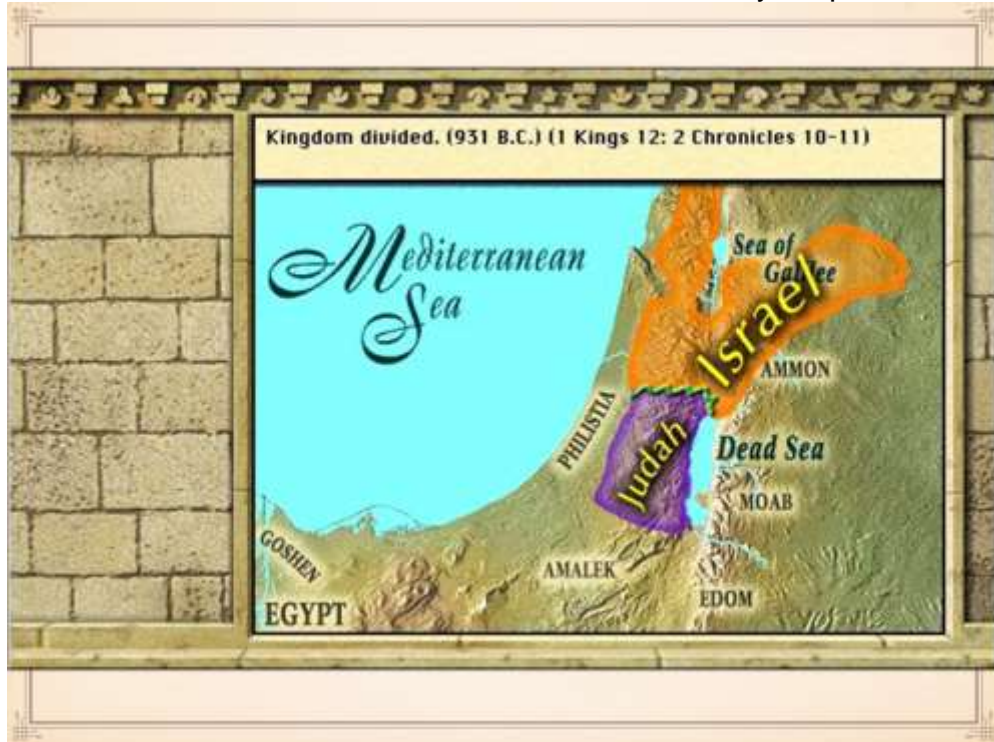 Kingdom divided. (931 B.C.) (1 Kings 12: 2 Chronicles 10-11)
Mediterranean
Sea
Sea of
Galilee
Israel
AMMON
PHILISTIA
Judah
Dead Sea
MOAB
GOSHEN
AMALEK
EDOM
EGYPT